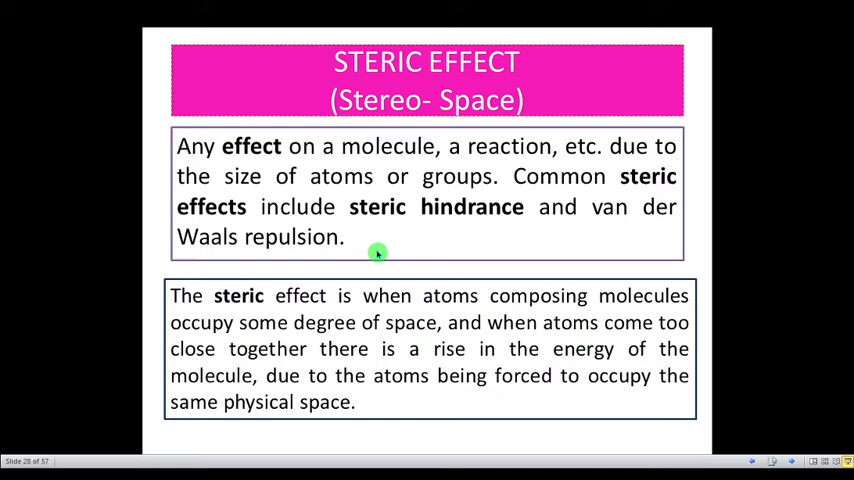 STERIC EFFECT
(Stereo- Space)
Any effect on a molecule, a reaction, etc. due to
the size of atoms or groups. Common steric
effects include steric hindrance and van der
Waals repulsion.
The steric effect is when atoms composing molecules
occupy some degree of space, and when atoms come too
close together there is a rise in the energy of the
molecule, due to the atoms being forced to occupy the
same physical space.
Slide 28 of 57